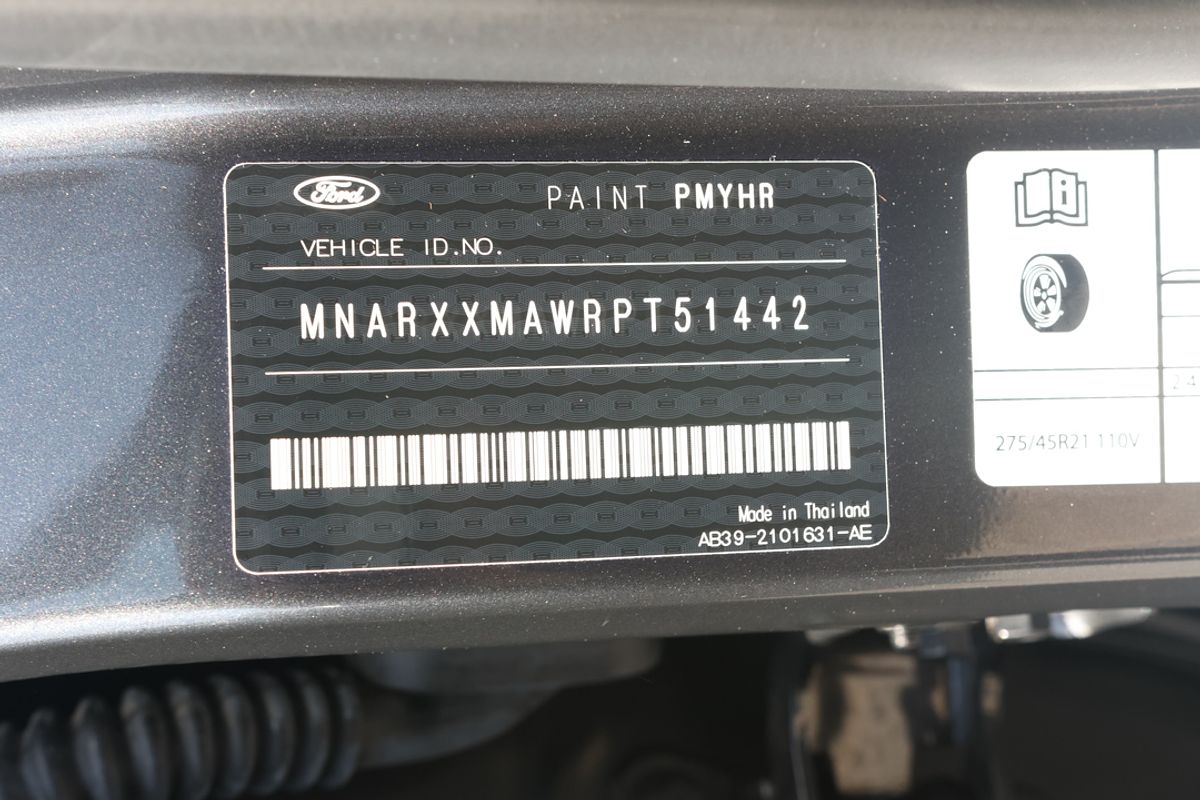 Ford
PAINT PMYHR
VEHICLE ID.NO.
MNARXXMAWRPT51442
Made in Thailand
AB39-2101631-AE
i
275/45R21 110V